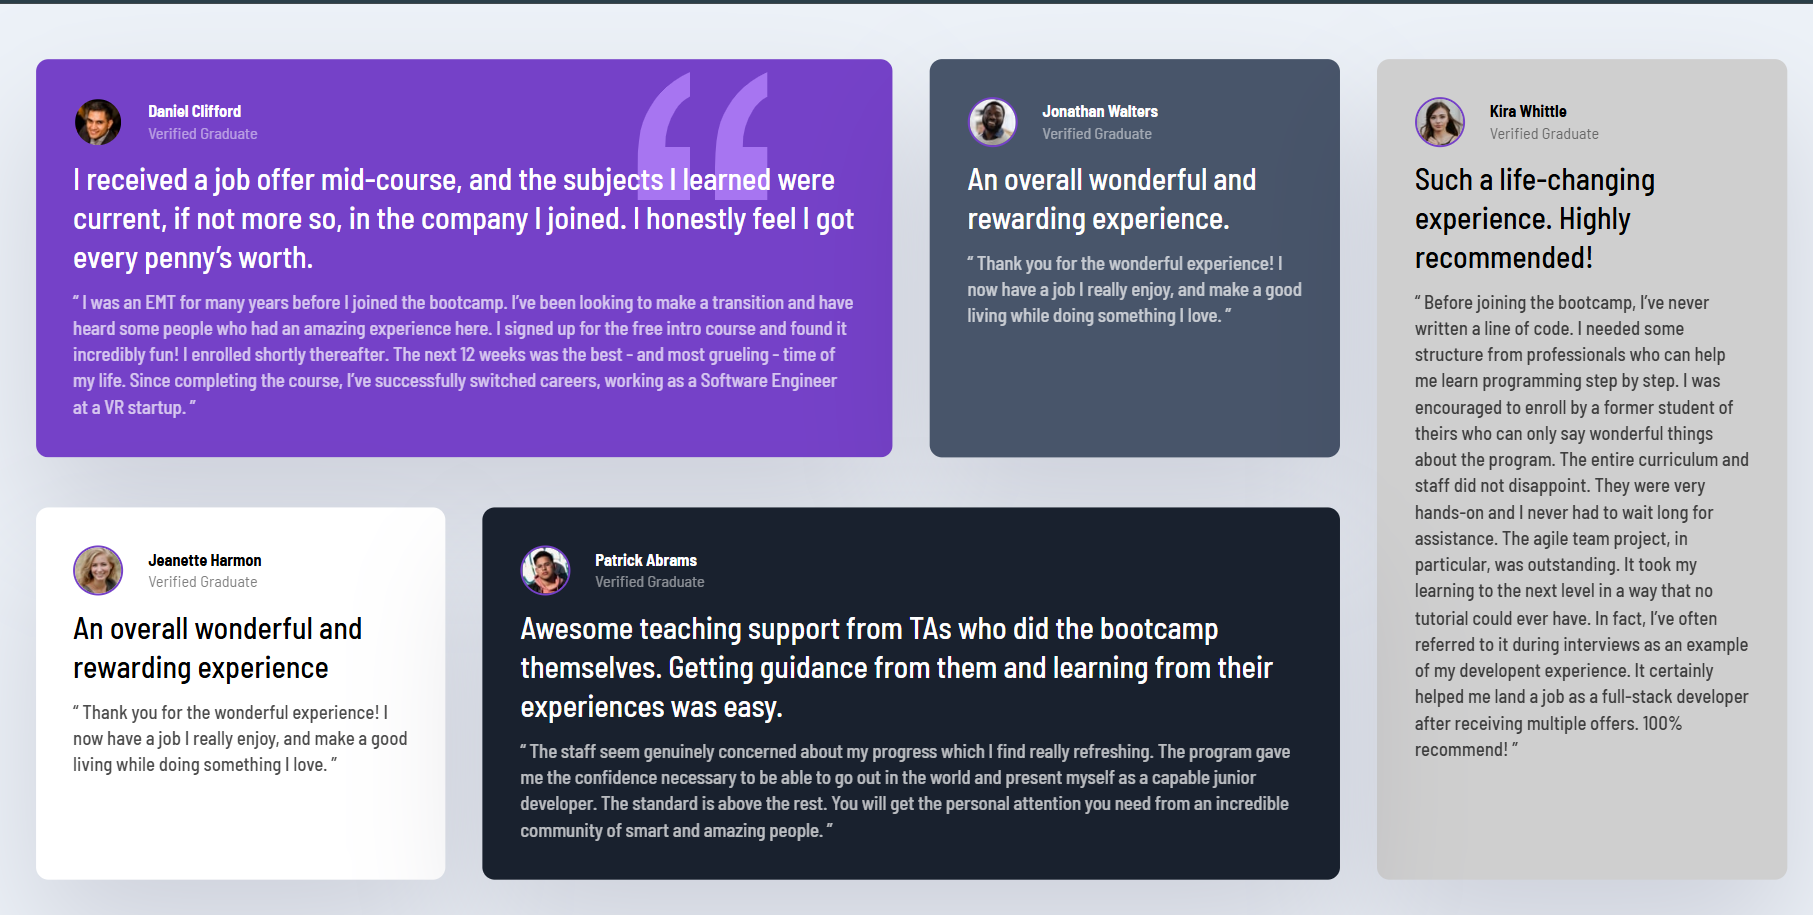 Daniel Clifford
Verified Graduate
I received a job offer mid-course, and the subjects I learned were
current, if not more so, in the company I joined. I honestly feel I got
every penny’s worth.
“ I was an EMT for many years before I joined the bootcamp. I’ve been looking to make a transition and have
heard some people who had an amazing experience here. I signed up for the free intro course and found it
incredibly fun! I enrolled shortly thereafter. The next 12 weeks was the best - and most grueling - time of
my life. Since completing the course, I’ve successfully switched careers, working as a Software Engineer
at a VR startup. ”
Jonathan Walters
Verified Graduate
An overall wonderful and
rewarding experience.
“ Thank you for the wonderful experience! I
now have a job I really enjoy, and make a good
living while doing something I love. ”
Kira Whittle
Verified Graduate
Such a life-changing
experience. Highly
recommended!
“ Before joining the bootcamp, I’ve never
written a line of code. I needed some
structure from professionals who can help
me learn programming step by step. I was
encouraged to enroll by a former student of
theirs who can only say wonderful things
about the program. The entire curriculum and
staff did not disappoint. They were very
hands-on and I never had to wait long for
assistance. The agile team project, in
particular, was outstanding. It took my
learning to the next level in a way that no
tutorial could ever have. In fact, I’ve often
referred to it during interviews as an example
of my developent experience. It certainly
helped me land a job as a full-stack developer
after receiving multiple offers. 100%
recommend! ”
Jeanette Harmon
Verified Graduate
An overall wonderful and
rewarding experience
“ Thank you for the wonderful experience! I
now have a job I really enjoy, and make a good
living while doing something I love. ”
Patrick Abrams
Verified Graduate
Awesome teaching support from TAs who did the bootcamp
themselves. Getting guidance from them and learning from their
experiences was easy.
“ The staff seem genuinely concerned about my progress which I find really refreshing. The program gave
me the confidence necessary to be able to go out in the world and present myself as a capable junior
developer. The standard is above the rest. You will get the personal attention you need from an incredible
community of smart and amazing people. ”